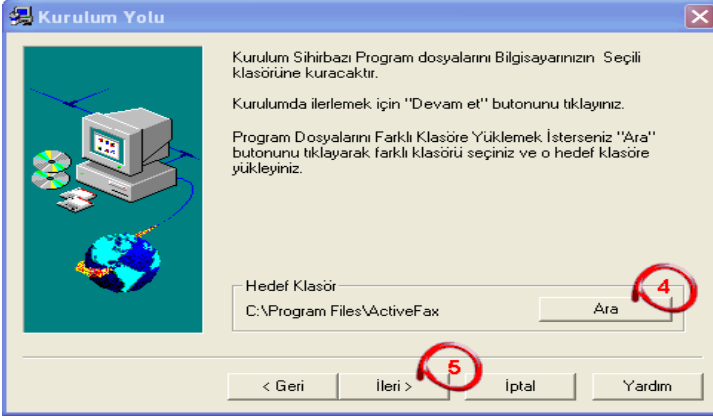 Kurulum Yolu
Kurulum Sihirbazı Program dosyalarını Bilgisayarınızın Seçili
klasörüne kuracaktır.
Kurulumda ilerlemek için "Devam et" butonunu tıklayınız.
Program Dosyalarını Farklı Klasöre Yüklemek İsterseniz "Ara"
butonunu tıklayarak farklı klasörü seçiniz ve o hedef klasöre
yükleyiniz.
Hedef Klasör
C:\Program Files\ActiveFax
Ara
4
5
< Geri
İleri >
İptal
Yardım